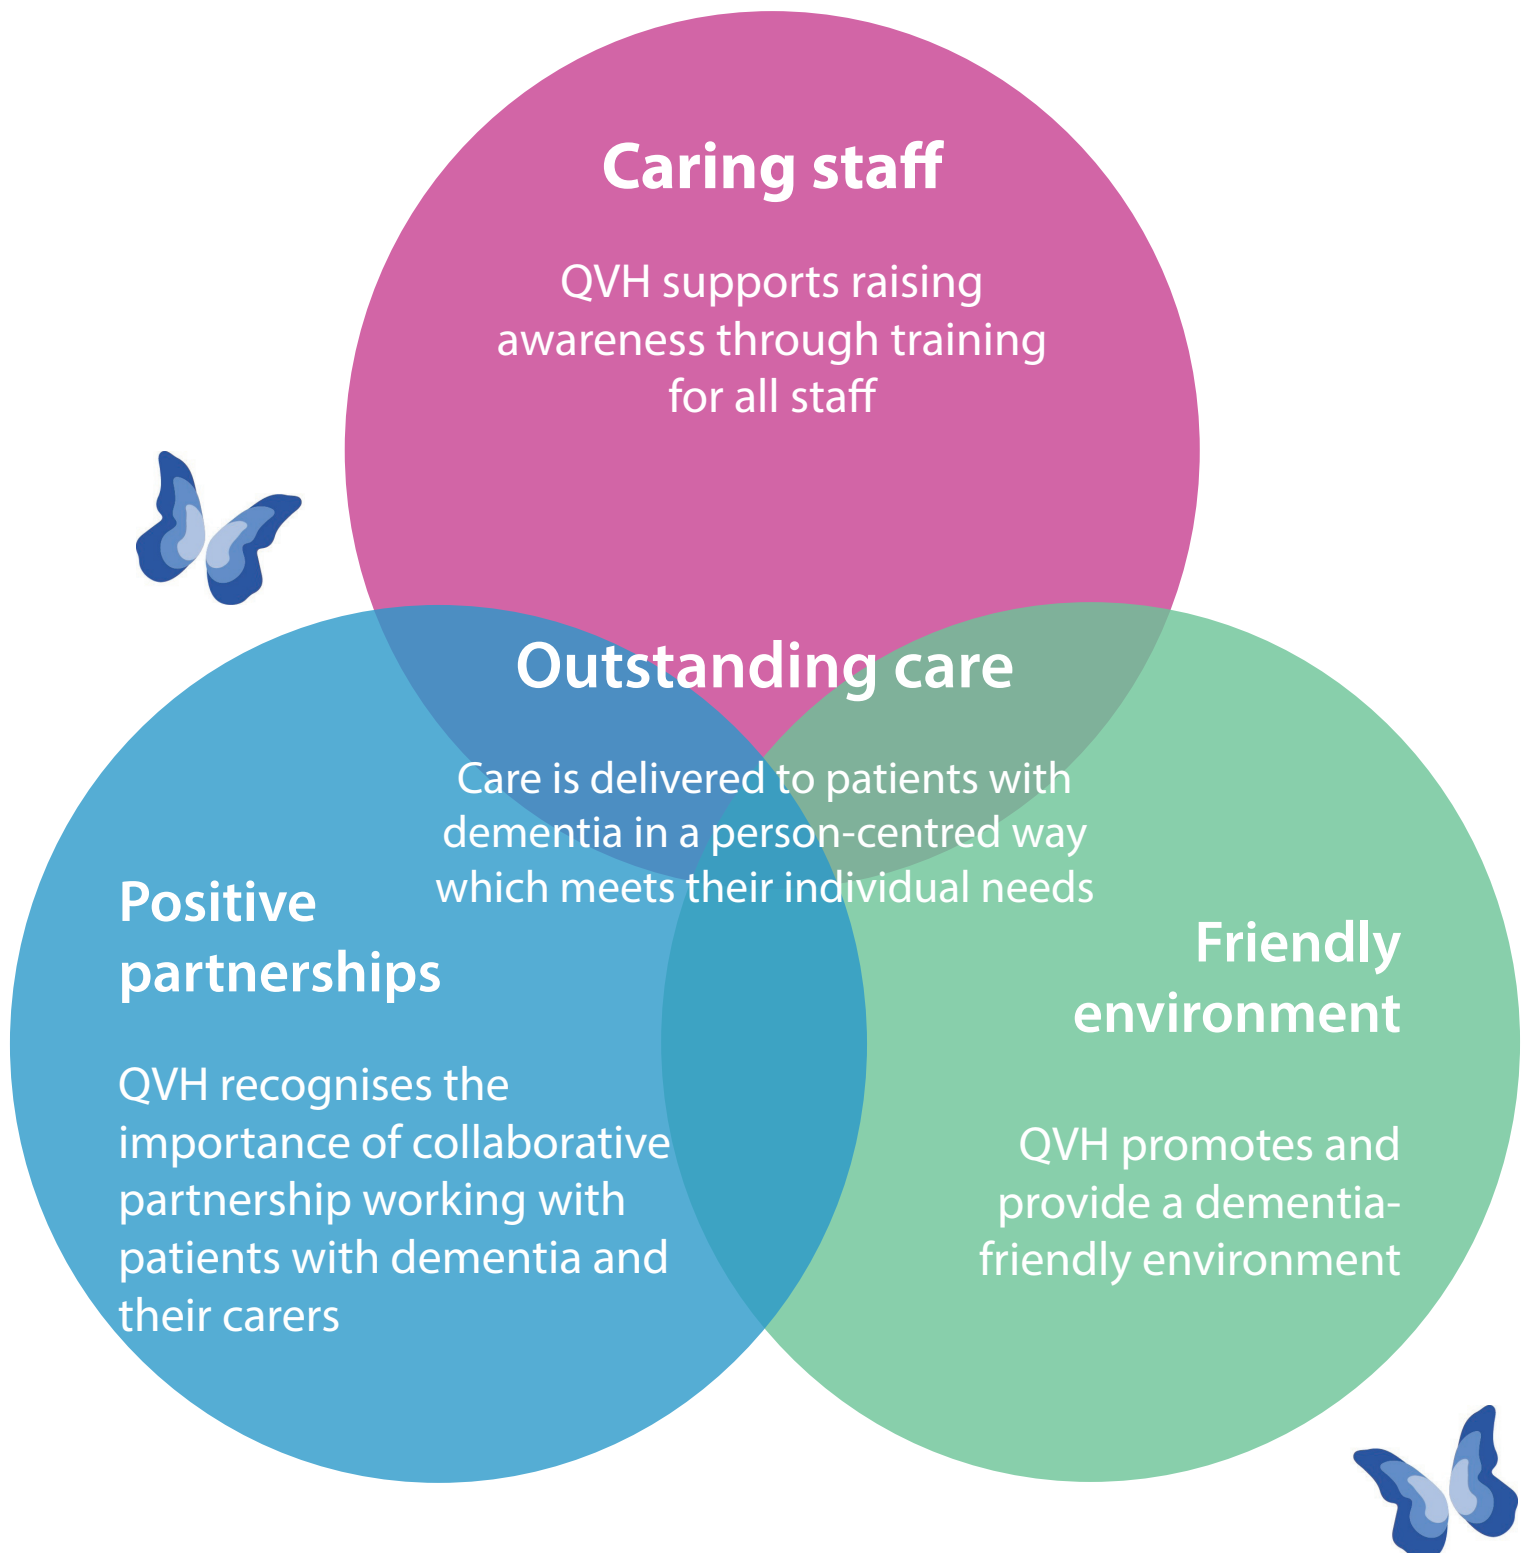 Caring staff
QVH supports raising
awareness through training
for all staff
Outstanding care
Care is delivered to patients with
dementia in a person-centred way
which meets their individual needs
Positive
partnerships
QVH recognises the
importance of collaborative
partnership working with
patients with dementia and
their carers
Friendly
environment
QVH promotes and
provide a dementia-
friendly environment